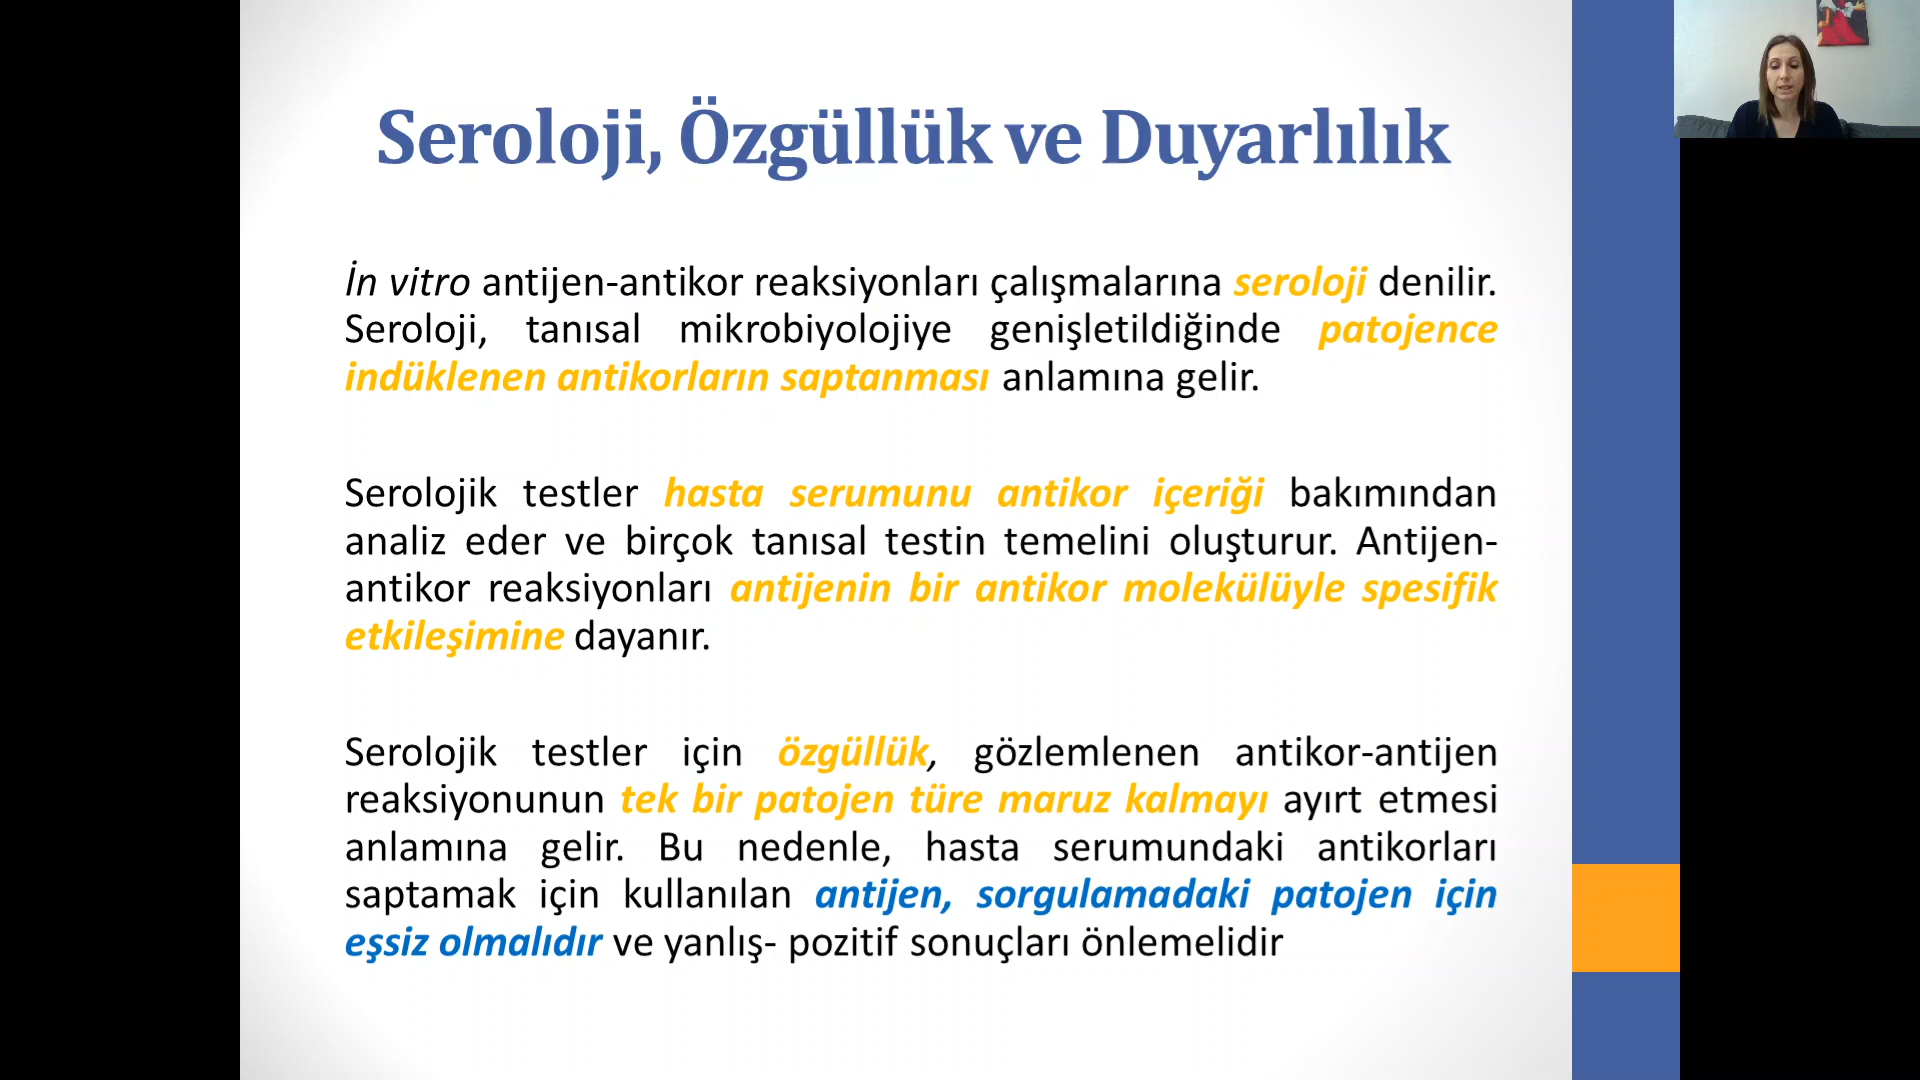 Seroloji, Özgüllük ve Duyarlılık
İn vitro antijen-antikor reaksiyonları çalışmalarına seroloji denilir.
Seroloji, tanısal mikrobiyolojiye genişletildiğinde patojence
indüklenen antikorların saptanması anlamına gelir.
Serolojik testler hasta serumunu antikor içeriği bakımından
analiz eder ve birçok tanısal testin temelini oluşturur. Antijen-
antikor reaksiyonları antijenin bir antikor molekülüyle spesifik
etkileşimine dayanır.
Serolojik testler için özgüllük, gözlemlenen antikor-antijen
reaksiyonunun tek bir patojen türe maruz kalmayı ayırt etmesi
anlamına gelir. Bu nedenle, hasta serumundaki antikorları
saptamak için kullanılan antijen, sorgulamadaki patojen için
eşsiz olmalıdır ve yanlış- pozitif sonuçları önlemelidir